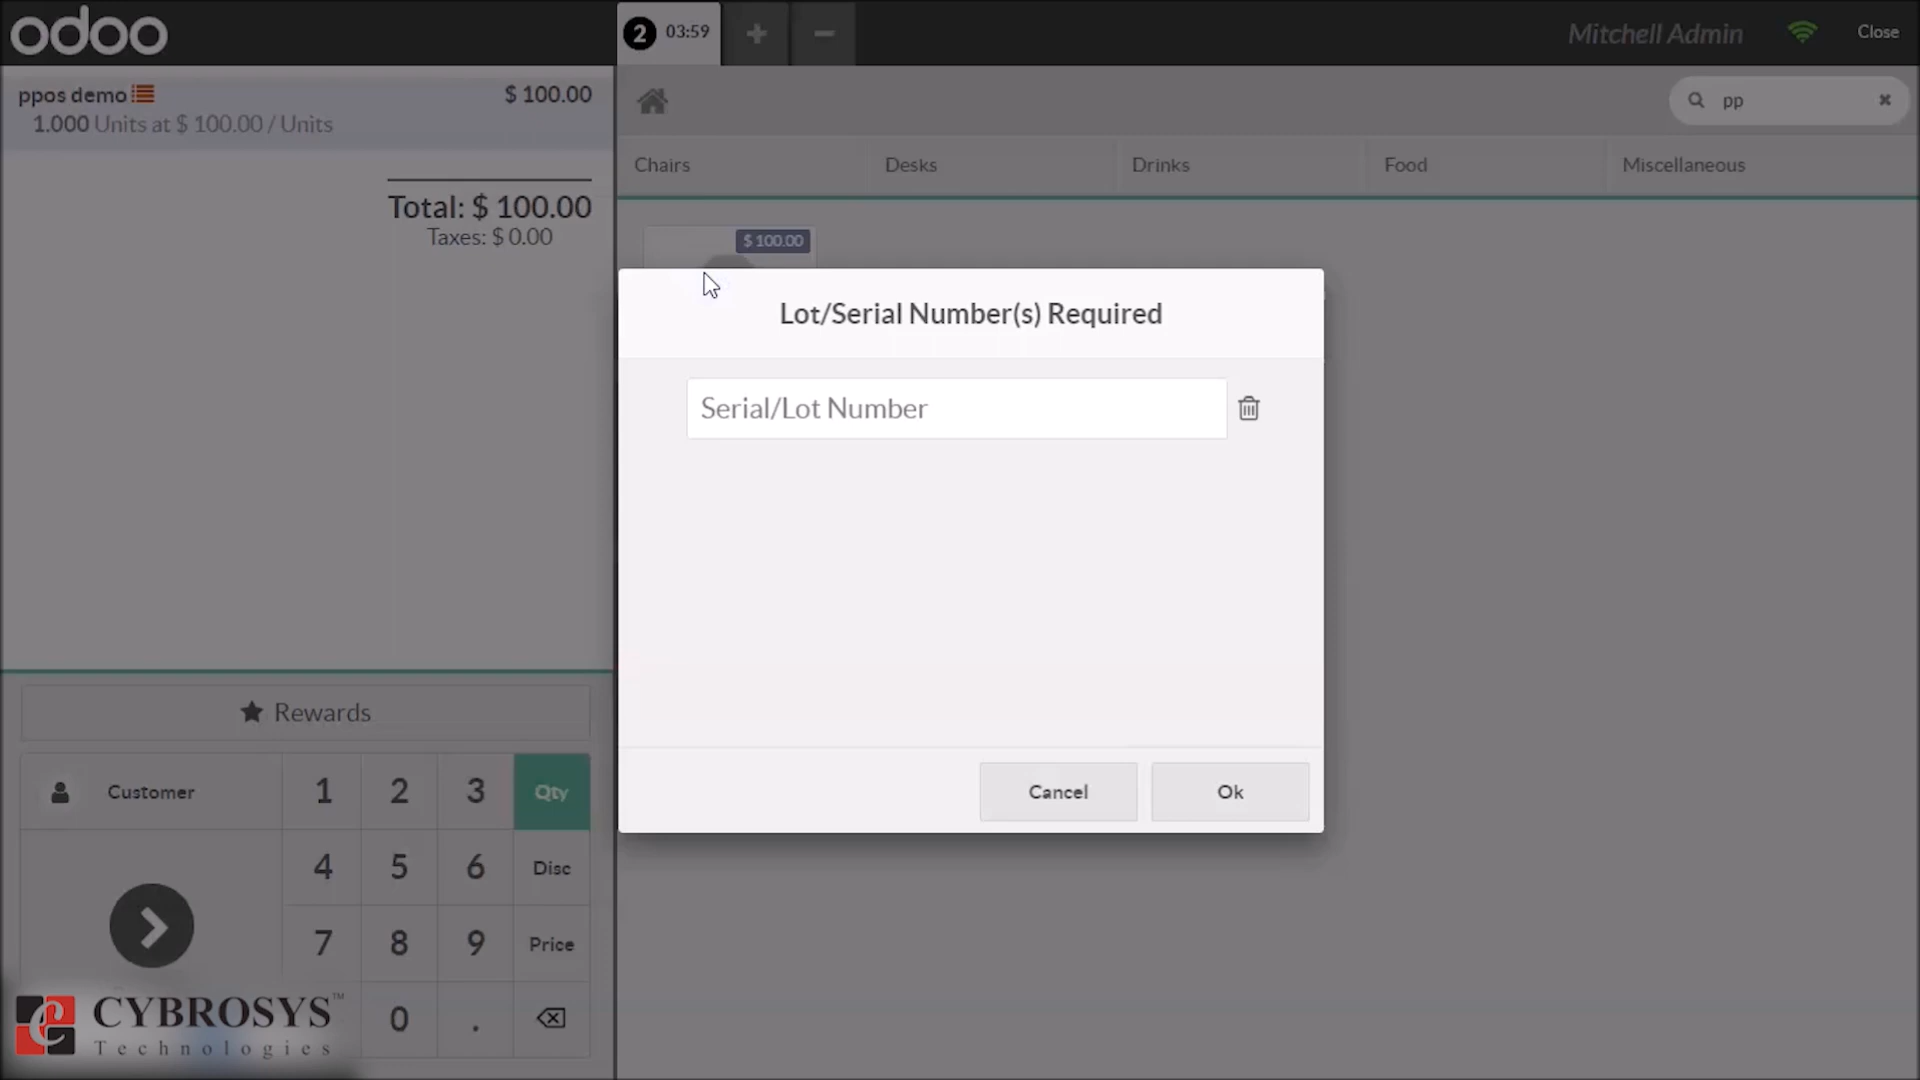 odoo
2 03:59 + −
Mitchell Admin
Close
ppos demo $ 100.00
1.000 Units at $ 100.00 / Units
Total: $ 100.00
Taxes: $ 0.00
pp
Chairs Desks Drinks Food Miscellaneous
$ 100.00
Lot/Serial Number(s) Required
Serial/Lot Number
Cancel Ok
Rewards
Customer 1 2 3 Qty
4 5 6 Disc
7 8 9 Price
0 .
CYBROSYS™
Technologies